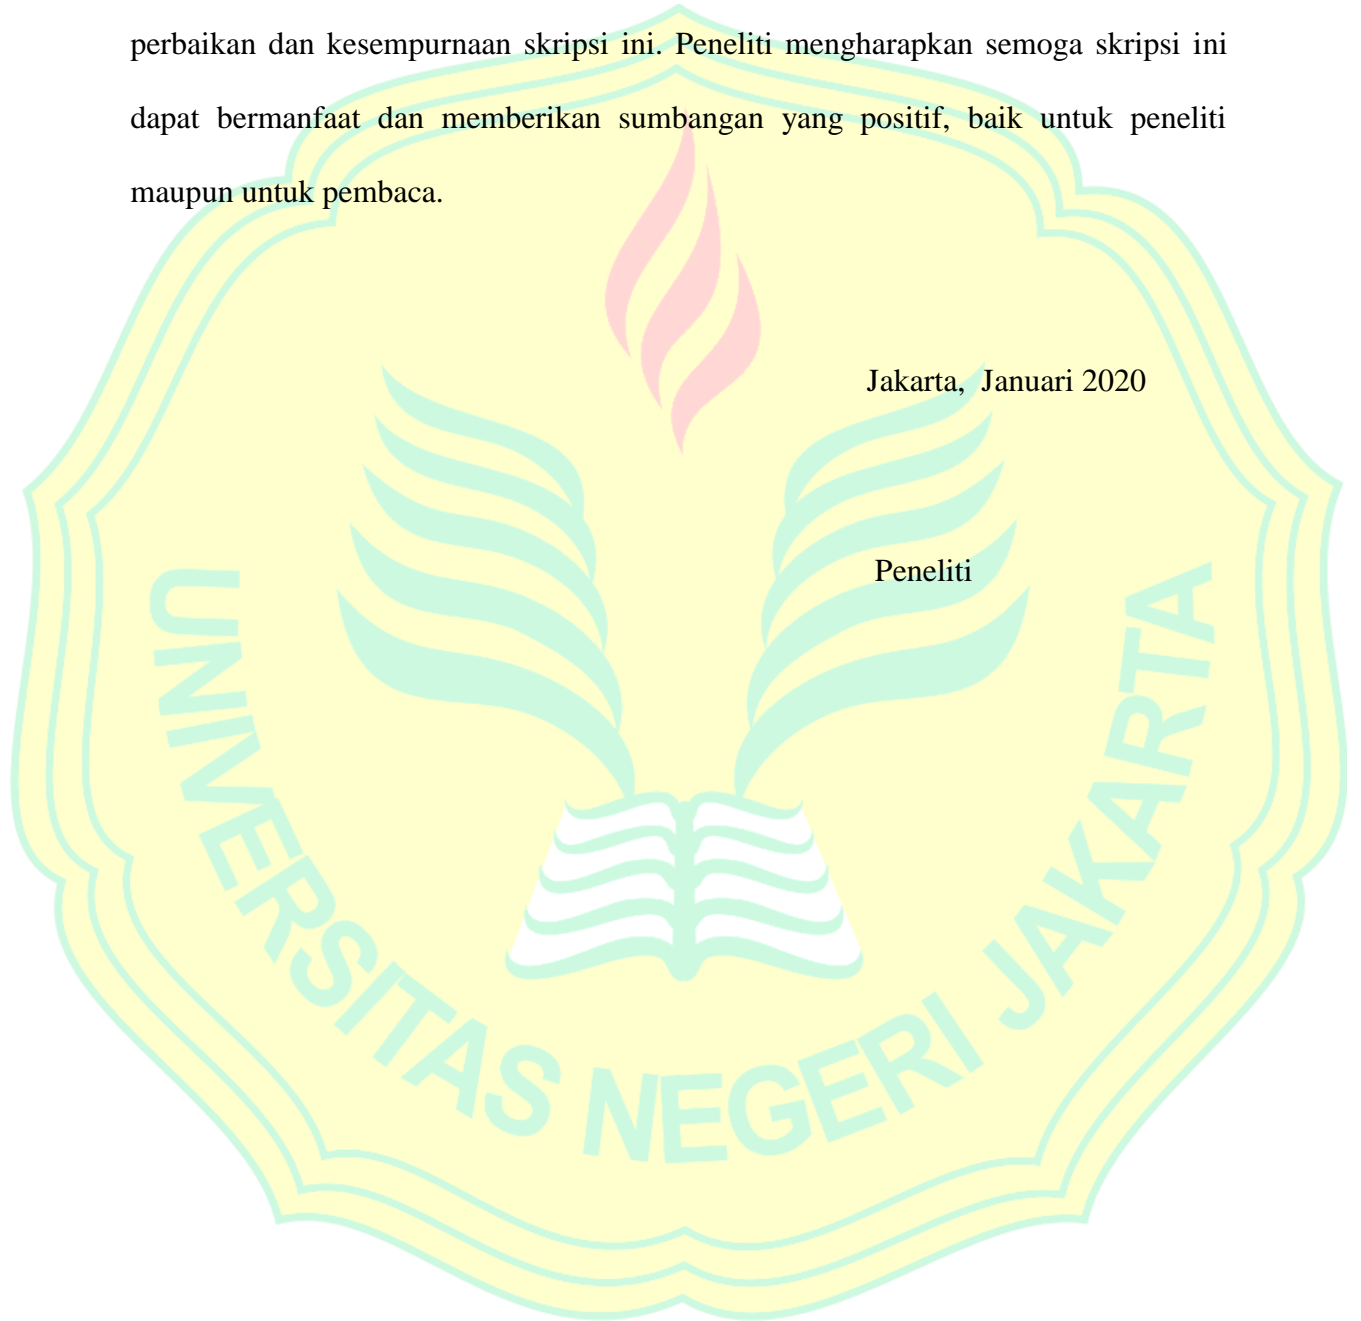 perbaikan dan kesempurnaan skripsi ini. Peneliti mengharapkan semoga skripsi ini
dapat bermanfaat dan memberikan sumbangan yang positif, baik untuk peneliti
maupun untuk pembaca.
Jakarta, Januari 2020
Peneliti
UNIVERSITAS NEGERI JAKARTA